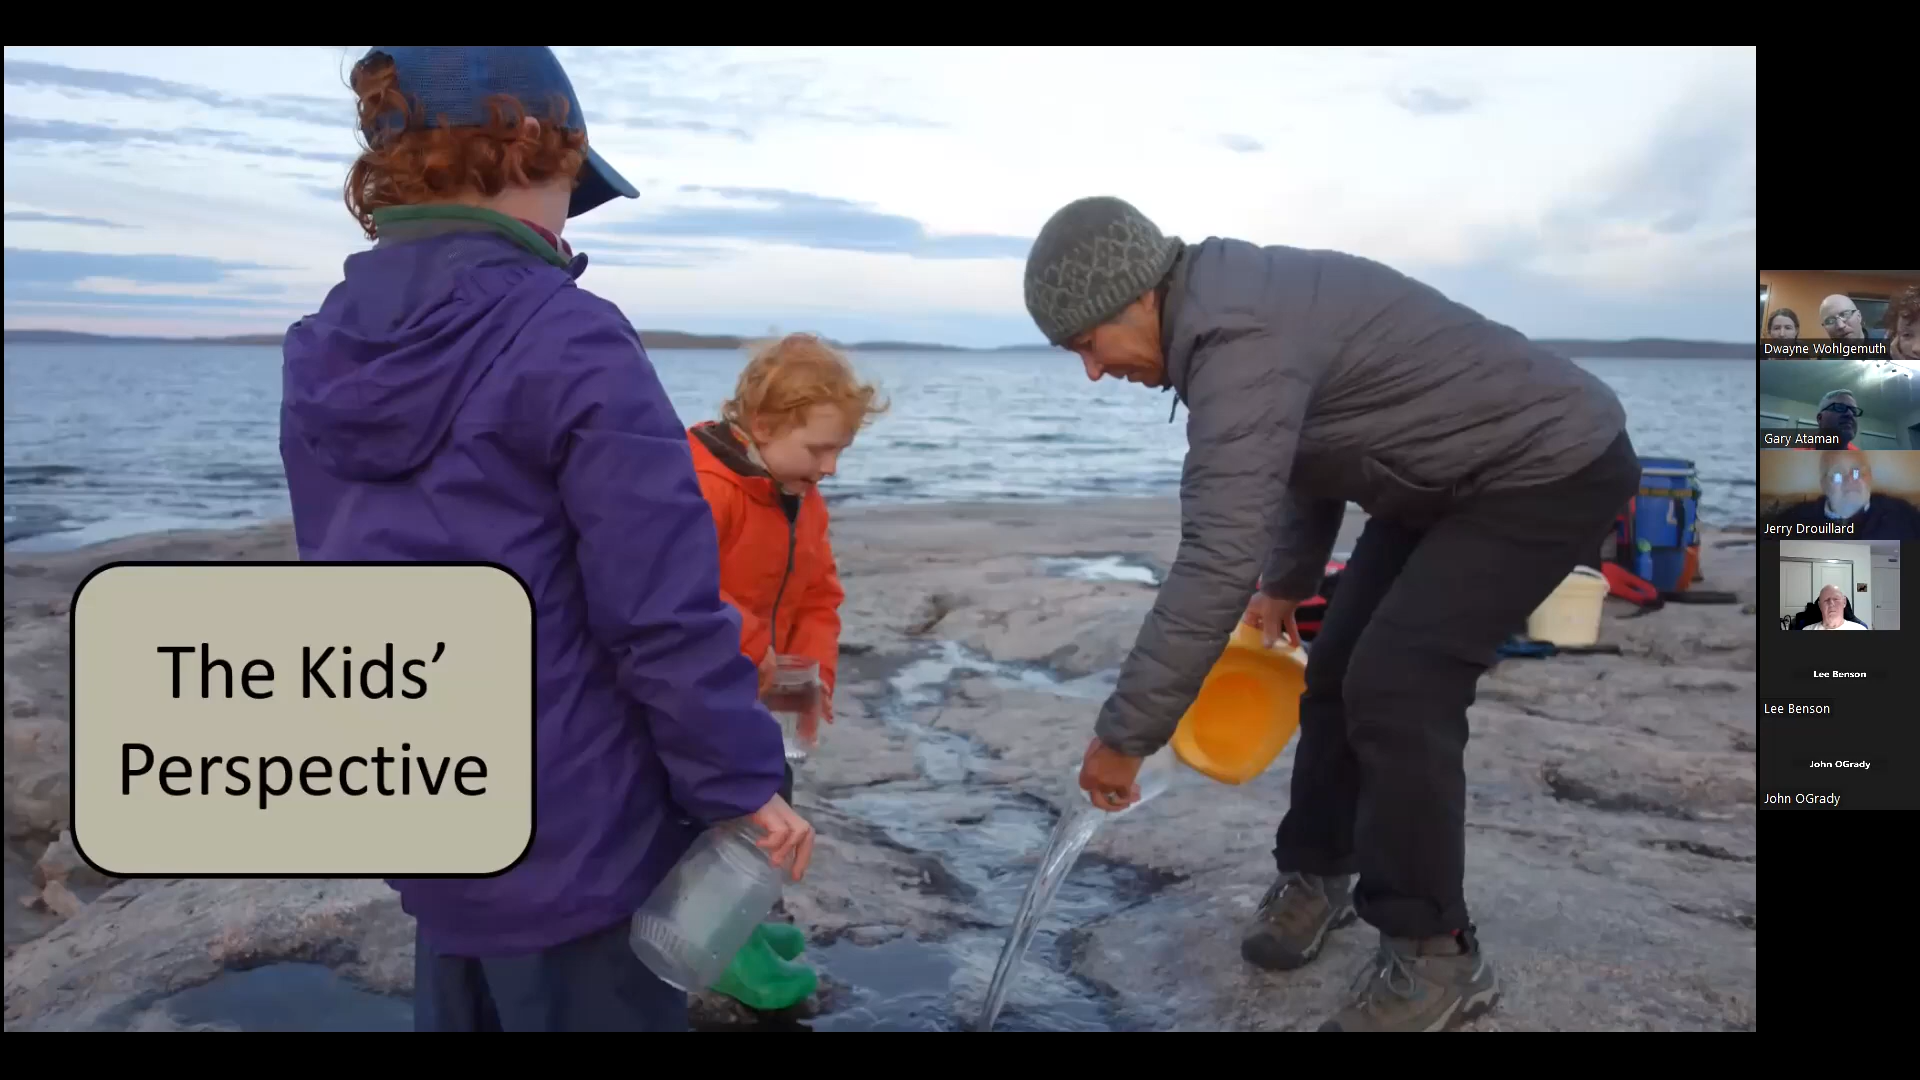 The Kids’
Perspective
Dwayne Wohlgemuth
Gary Ataman
Jerry Drouillard
Lee Benson
Lee Benson
John OGrady
John OGrady